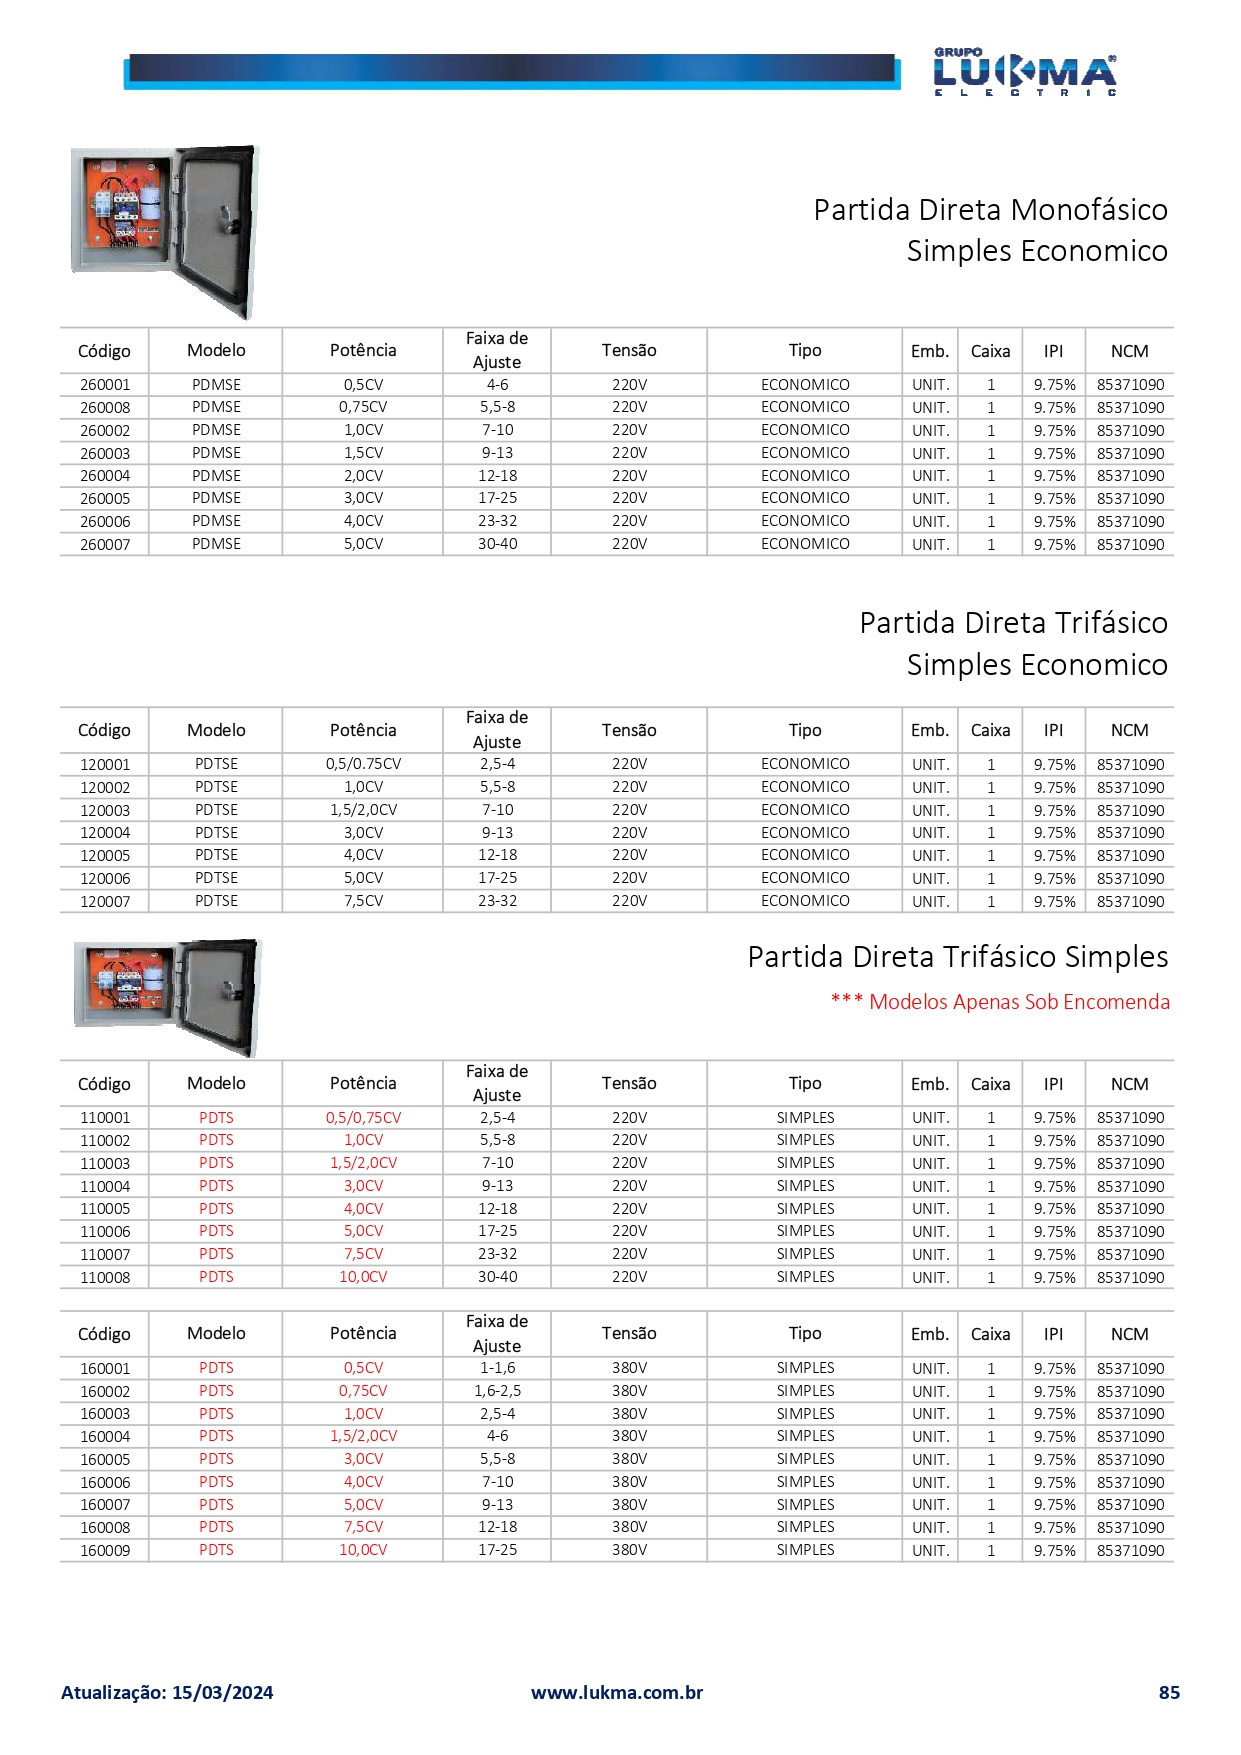 GRUPO
LUKMA
ELECTRIC
Partida Direta Monofásico
Simples Economico
Código Modelo Potência Faixa de Ajuste Tensão Tipo Emb. Caixa IPI NCM
260001 PDMSE 0,5CV 4-6 220V ECONOMICO UNIT. 1 9.75% 85371090
260008 PDMSE 0,75CV 5,5-8 220V ECONOMICO UNIT. 1 9.75% 85371090
260002 PDMSE 1,0CV 7-10 220V ECONOMICO UNIT. 1 9.75% 85371090
260003 PDMSE 1,5CV 9-13 220V ECONOMICO UNIT. 1 9.75% 85371090
260004 PDMSE 2,0CV 12-18 220V ECONOMICO UNIT. 1 9.75% 85371090
260005 PDMSE 3,0CV 17-25 220V ECONOMICO UNIT. 1 9.75% 85371090
260006 PDMSE 4,0CV 23-32 220V ECONOMICO UNIT. 1 9.75% 85371090
260007 PDMSE 5,0CV 30-40 220V ECONOMICO UNIT. 1 9.75% 85371090
Partida Direta Trifásico
Simples Economico
Código Modelo Potência Faixa de Ajuste Tensão Tipo Emb. Caixa IPI NCM
120001 PDTSE 0,5/0.75CV 2,5-4 220V ECONOMICO UNIT. 1 9.75% 85371090
120002 PDTSE 1,0CV 5,5-8 220V ECONOMICO UNIT. 1 9.75% 85371090
120003 PDTSE 1,5/2,0CV 7-10 220V ECONOMICO UNIT. 1 9.75% 85371090
120004 PDTSE 3,0CV 9-13 220V ECONOMICO UNIT. 1 9.75% 85371090
120005 PDTSE 4,0CV 12-18 220V ECONOMICO UNIT. 1 9.75% 85371090
120006 PDTSE 5,0CV 17-25 220V ECONOMICO UNIT. 1 9.75% 85371090
120007 PDTSE 7,5CV 23-32 220V ECONOMICO UNIT. 1 9.75% 85371090
Partida Direta Trifásico Simples
*** Modelos Apenas Sob Encomenda
Código Modelo Potência Faixa de Ajuste Tensão Tipo Emb. Caixa IPI NCM
110001 PDTS 0,5/0,75CV 2,5-4 220V SIMPLES UNIT. 1 9.75% 85371090
110002 PDTS 1,0CV 5,5-8 220V SIMPLES UNIT. 1 9.75% 85371090
110003 PDTS 1,5/2,0CV 7-10 220V SIMPLES UNIT. 1 9.75% 85371090
110004 PDTS 3,0CV 9-13 220V SIMPLES UNIT. 1 9.75% 85371090
110005 PDTS 4,0CV 12-18 220V SIMPLES UNIT. 1 9.75% 85371090
110006 PDTS 5,0CV 17-25 220V SIMPLES UNIT. 1 9.75% 85371090
110007 PDTS 7,5CV 23-32 220V SIMPLES UNIT. 1 9.75% 85371090
110008 PDTS 10,0CV 30-40 220V SIMPLES UNIT. 1 9.75% 85371090
Código Modelo Potência Faixa de Ajuste Tensão Tipo Emb. Caixa IPI NCM
160001 PDTS 0,5CV 1-1,6 380V SIMPLES UNIT. 1 9.75% 85371090
160002 PDTS 0,75CV 1,6-2,5 380V SIMPLES UNIT. 1 9.75% 85371090
160003 PDTS 1,0CV 2,5-4 380V SIMPLES UNIT. 1 9.75% 85371090
160004 PDTS 1,5/2,0CV 4-6 380V SIMPLES UNIT. 1 9.75% 85371090
160005 PDTS 3,0CV 5,5-8 380V SIMPLES UNIT. 1 9.75% 85371090
160006 PDTS 4,0CV 7-10 380V SIMPLES UNIT. 1 9.75% 85371090
160007 PDTS 5,0CV 9-13 380V SIMPLES UNIT. 1 9.75% 85371090
160008 PDTS 7,5CV 12-18 380V SIMPLES UNIT. 1 9.75% 85371090
160009 PDTS 10,0CV 17-25 380V SIMPLES UNIT. 1 9.75% 85371090
Atualização: 15/03/2024 www.lukma.com.br 85